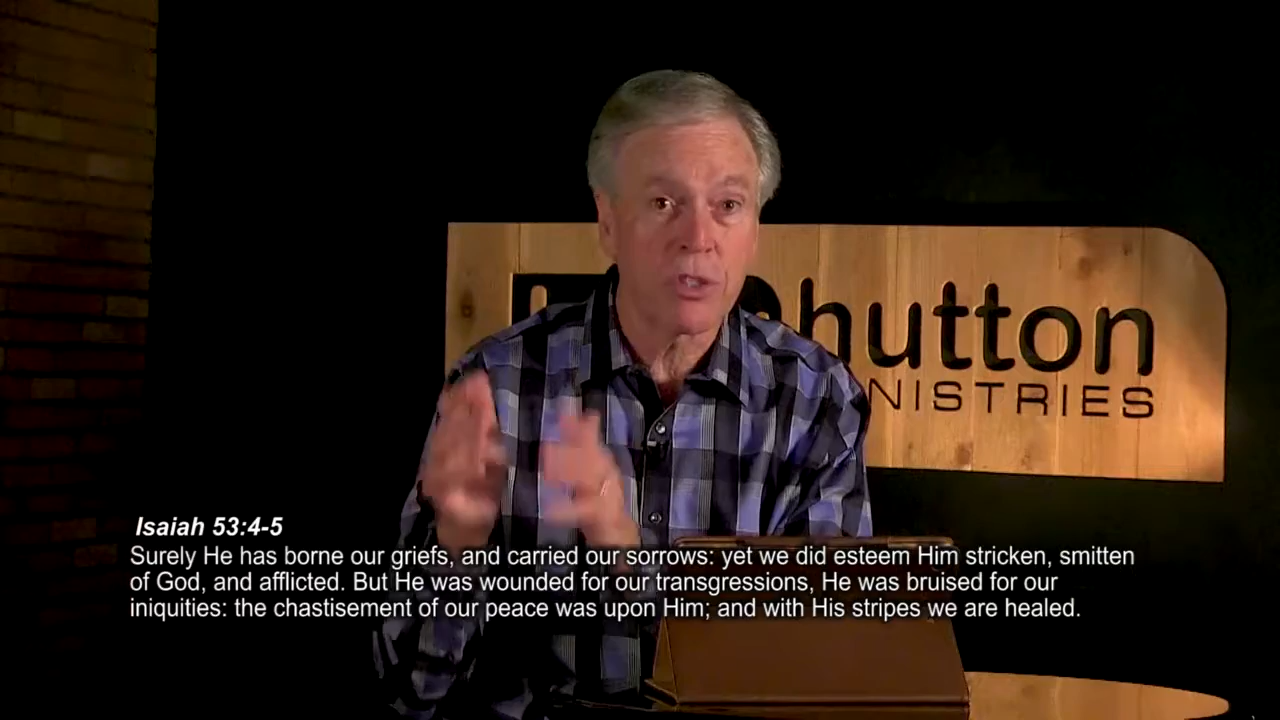 hutton
NISTRIES
Isaiah 53:4-5
Surely He has borne our griefs, and carried our sorrows: yet we did esteem Him stricken, smitten
of God, and afflicted. But He was wounded for our transgressions, He was bruised for our
iniquities: the chastisement of our peace was upon Him; and with His stripes we are healed.